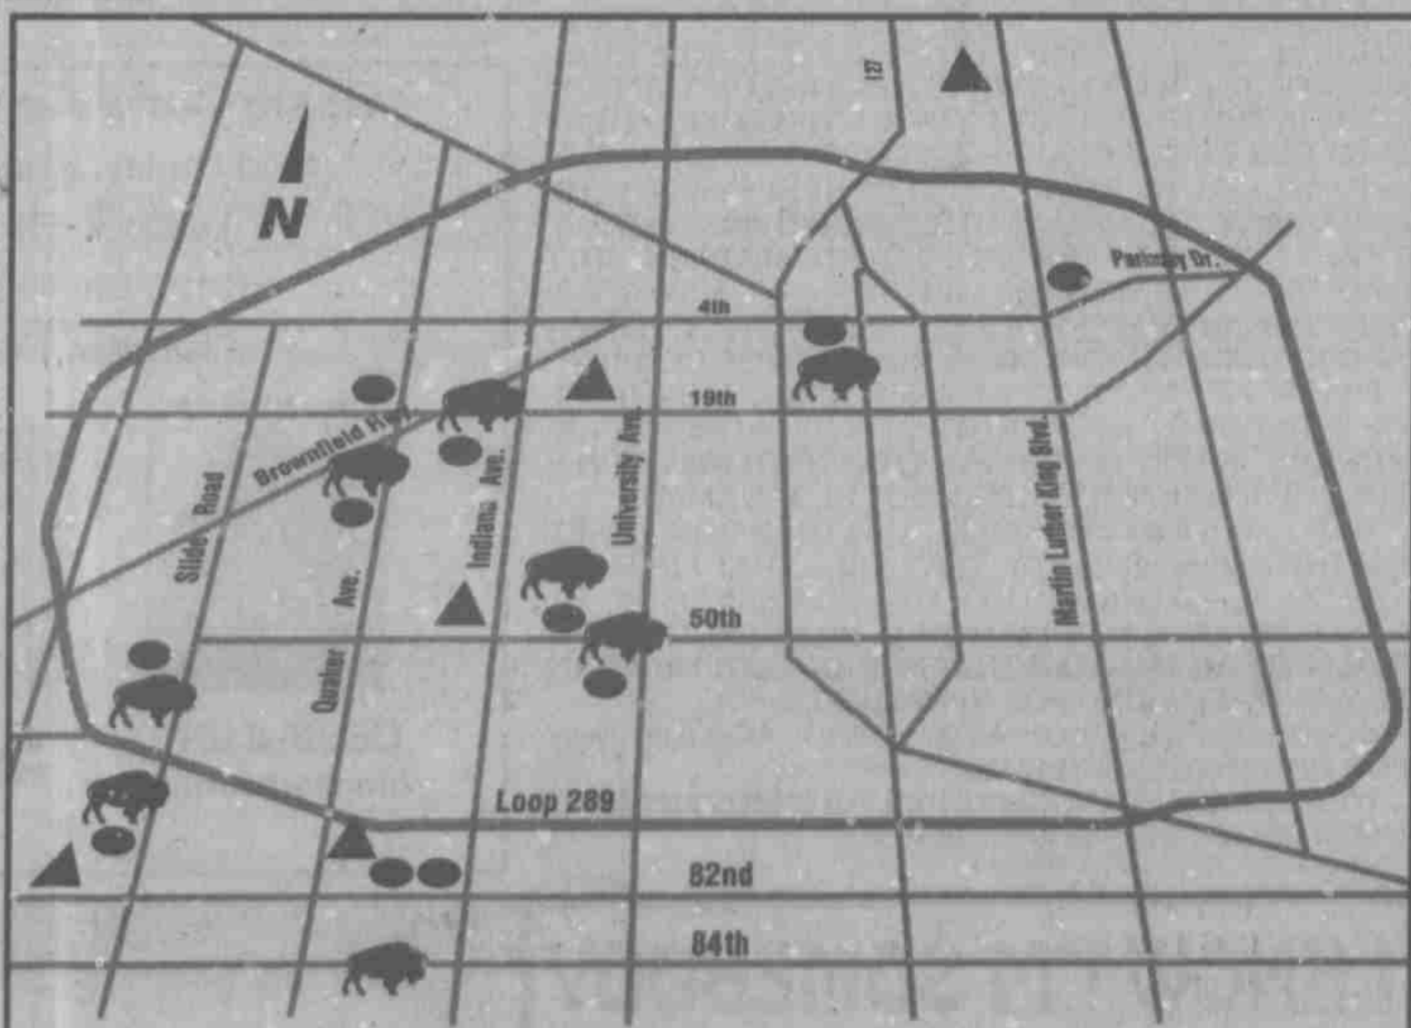 127
N
Parkway Dr.
4th
19th
Brownfield Hwy.
University Ave.
Indiana Ave.
Slide Road
Martin Luther King Blvd.
Quaker Ave.
50th
Loop 289
82nd
84th